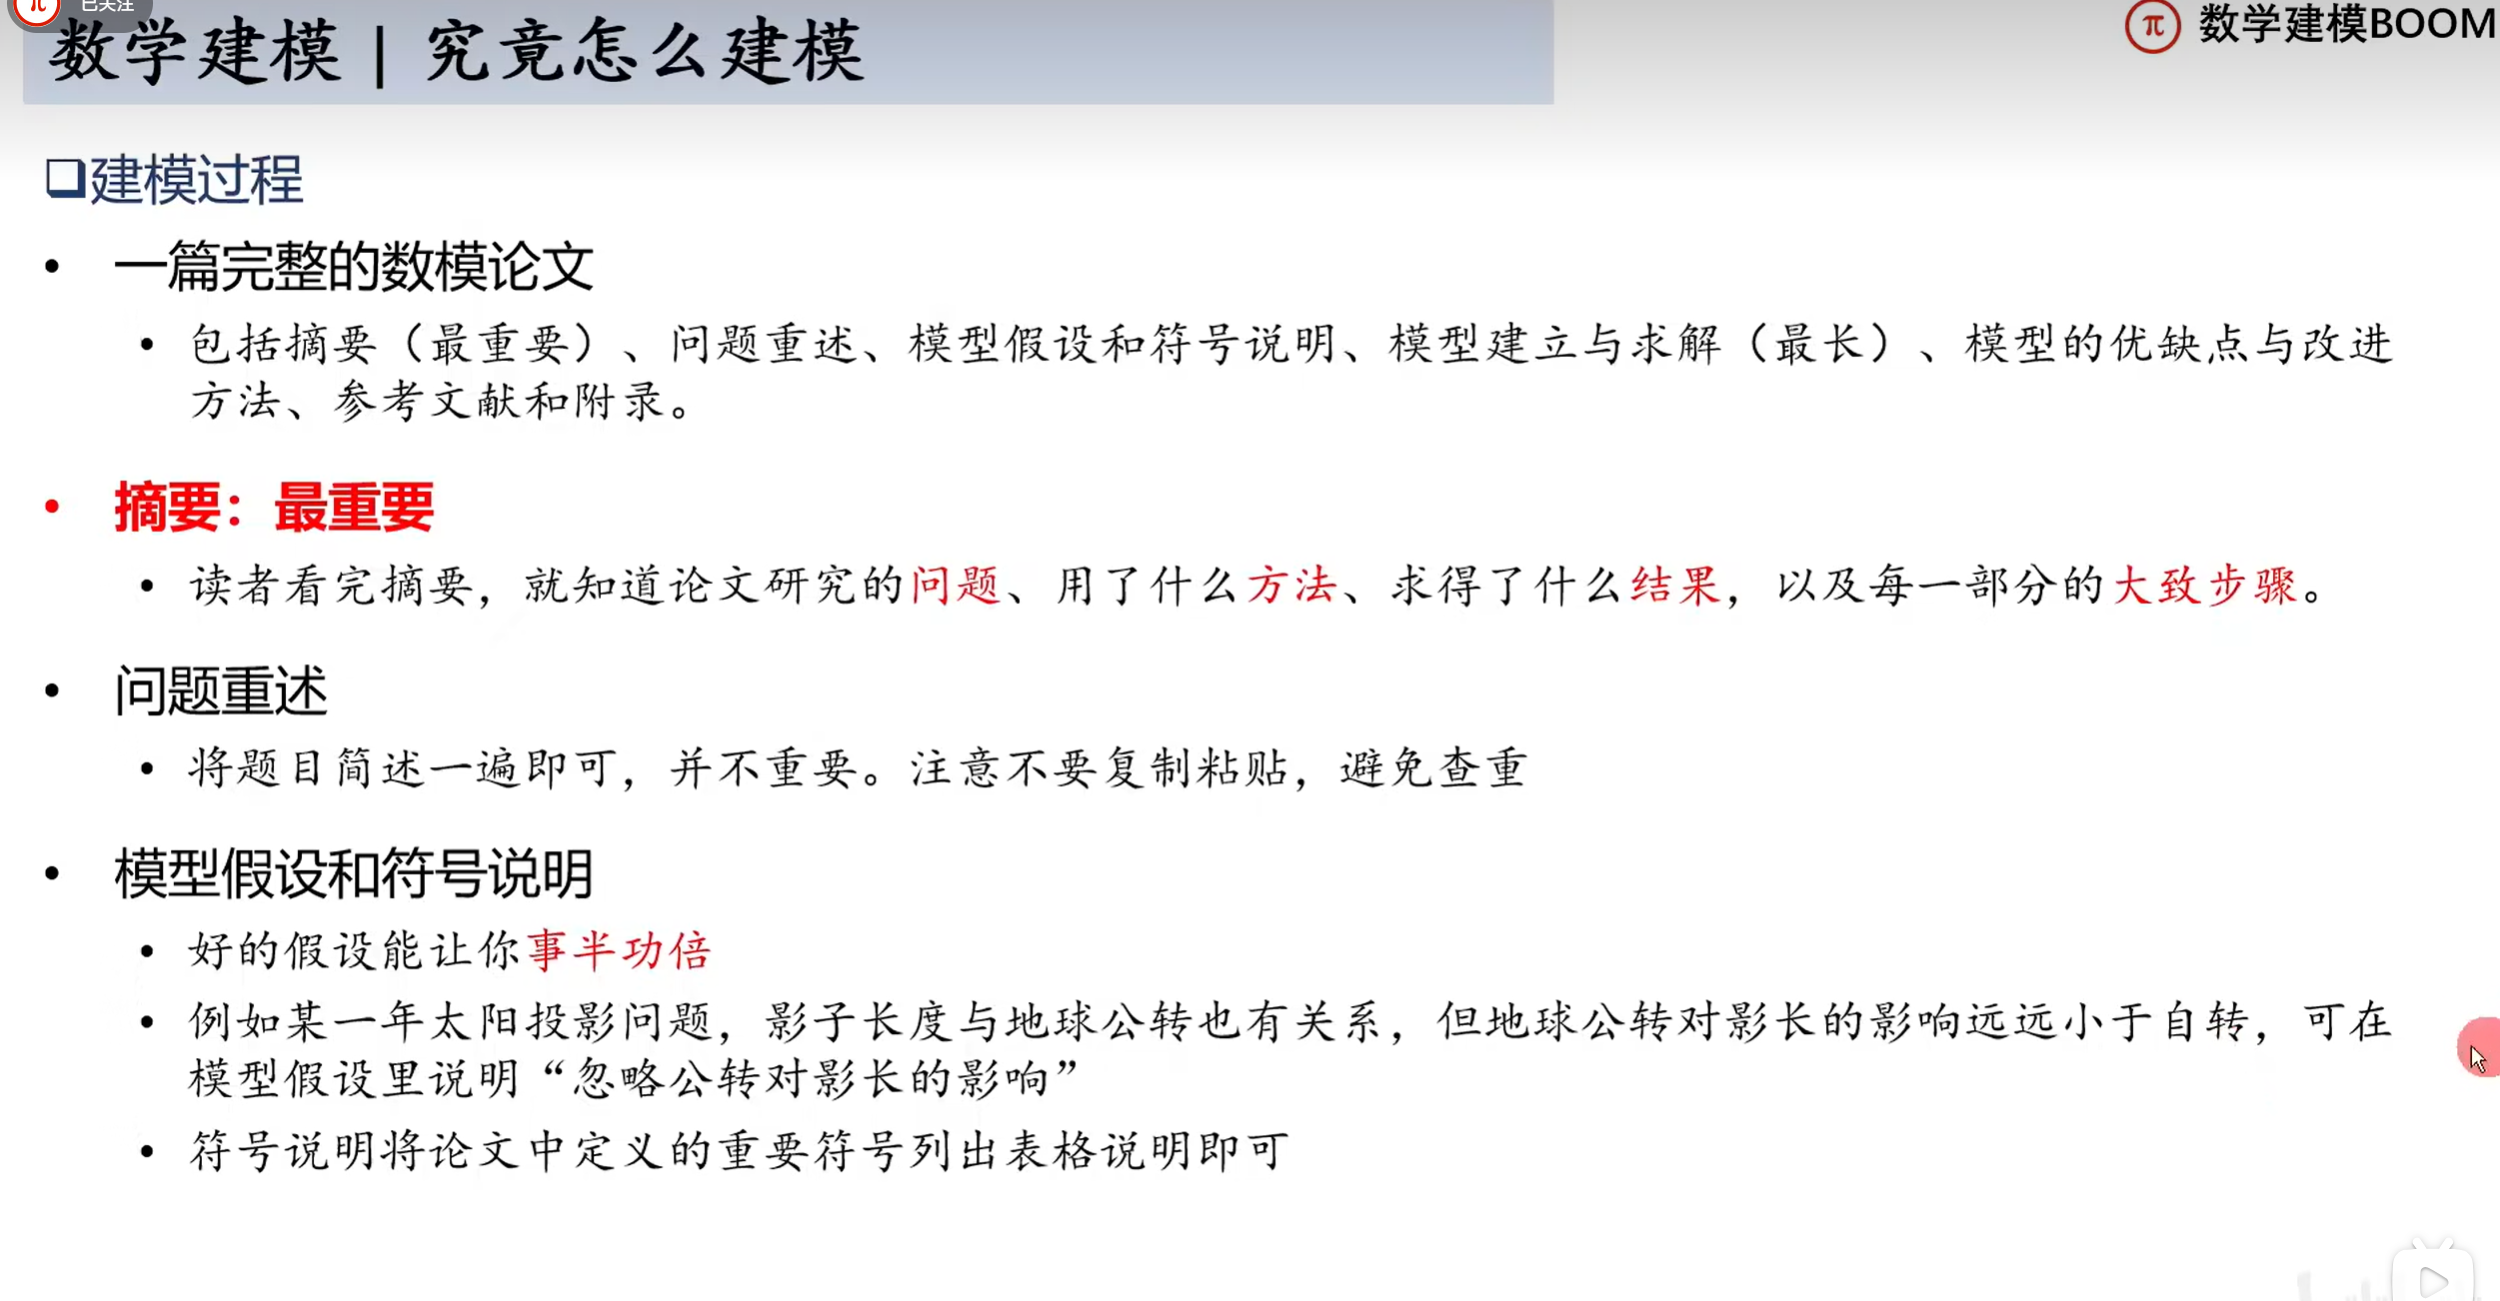 已关注
数学建模 | 究竟怎么建模
π 数学建模BOOM
❑建模过程
• 一篇完整的数模论文
• 包括摘要（最重要）、问题重述、模型假设和符号说明、模型建立与求解（最长）、模型的优缺点与改进
方法、参考文献和附录。
• 摘要：最重要
• 读者看完摘要，就知道论文研究的问题、用了什么方法、求得了什么结果，以及每一部分的大致步骤。
• 问题重述
• 将题目简述一遍即可，并不重要。注意不要复制粘贴，避免查重
• 模型假设和符号说明
• 好的假设能让你事半功倍
• 例如某一年太阳投影问题，影子长度与地球公转也有关系，但地球公转对影长的影响远远小于自转，可在
模型假设里说明“忽略公转对影长的影响”
• 符号说明将论文中定义的重要符号列出表格说明即可